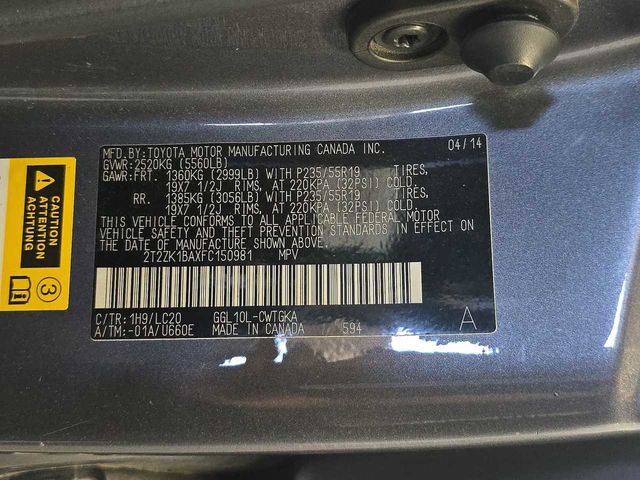 MFD.BY:TOYOTA MOTOR MANUFACTURING CANADA INC. 04/14
GVWR:2520KG (5560LB)
GAWR:FRT. 1360KG (2999LB) WITH P235/55R19 TIRES,
19X7 1/2J RIMS, AT 220KPA (32PSI) COLD.
RR. 1385KG (3056LB) WITH P235/55R19 TIRES,
19X7 1/2J RIMS, AT 220KPA (32PSI) COLD.
THIS VEHICLE CONFORMS TO ALL APPLICABLE FEDERAL MOTOR
VEHICLE SAFETY AND THEFT PREVENTION STANDARDS IN EFFECT
ON THE DATE OF MANUFACTURE SHOWN ABOVE.
2T2ZK1BAXFC150981 MPV
C/TR:1H9/LC20 GGL10L-CWTGKA
A/TM:-01A/U660E MADE IN CANADA 594 A
CAUTION
ATTENTION
ACHTUNG
3